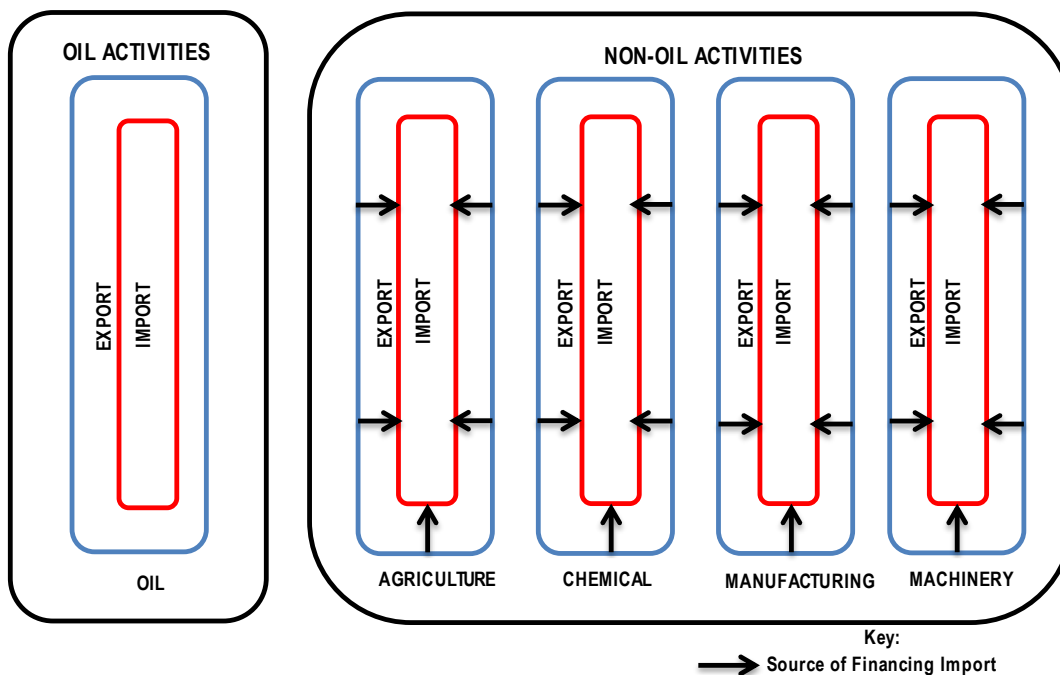 OIL ACTIVITIES
EXPORT
IMPORT
OIL
NON-OIL ACTIVITIES
EXPORT
IMPORT
AGRICULTURE
EXPORT
IMPORT
CHEMICAL
EXPORT
IMPORT
MANUFACTURING
EXPORT
IMPORT
MACHINERY
Key:
Source of Financing Import